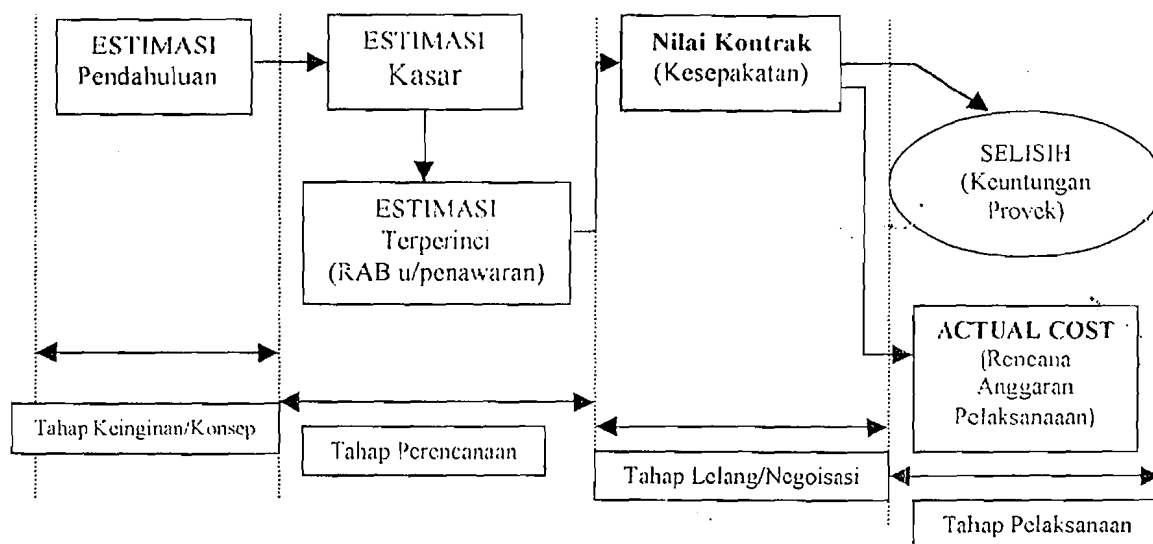 ESTIMASI
Pendahuluan
ESTIMASI
Kasar
ESTIMASI
Terperinci
(RAB u/penawaran)
Nilai Kontrak
(Kesepakatan)
SELISIH
(Keuntungan
Proyek)
ACTUAL COST
(Rencana
Anggaran
Pelaksanaaan)
Tahap Keinginan/Konsep
Tahap Perencanaan
Tahap Lelang/Negoisasi
Tahap Pelaksanaan